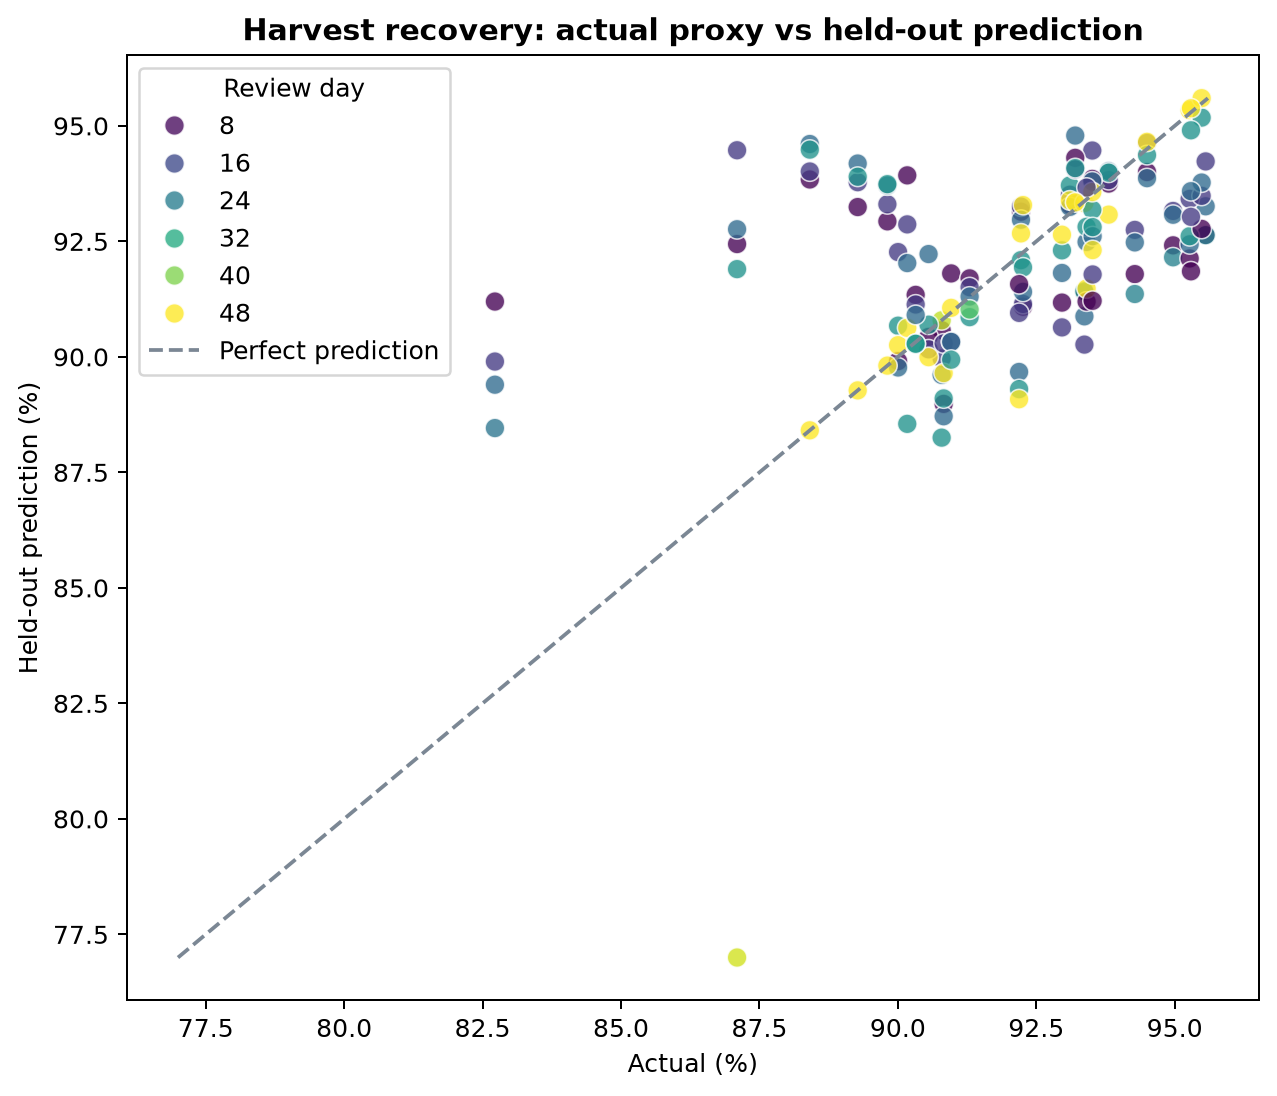 Harvest recovery: actual proxy vs held-out prediction
Review day
8
16
24
32
40
48
Perfect prediction
95.0
92.5
90.0
87.5
85.0
82.5
80.0
77.5
Held-out prediction (%)
77.5 80.0 82.5 85.0 87.5 90.0 92.5 95.0
Actual (%)